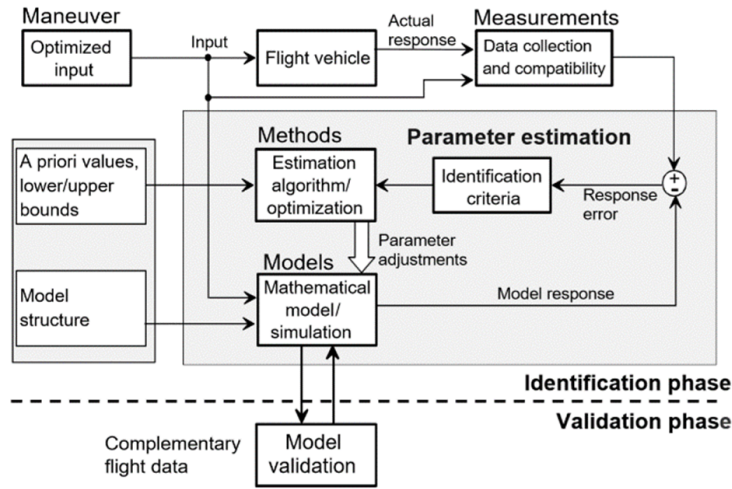 Maneuver
Optimized
input
Input
Flight vehicle
Actual
response
Measurements
Data collection
and compatibility
Methods
Parameter estimation
A priori values,
lower/upper
bounds
Estimation
algorithm/
optimization
Identification
criteria
+
-
Response
error
Parameter
adjustments
Models
Model
structure
Mathematical
model/
simulation
Model response
Identification phase
Validation phase
Complementary
flight data
Model
validation